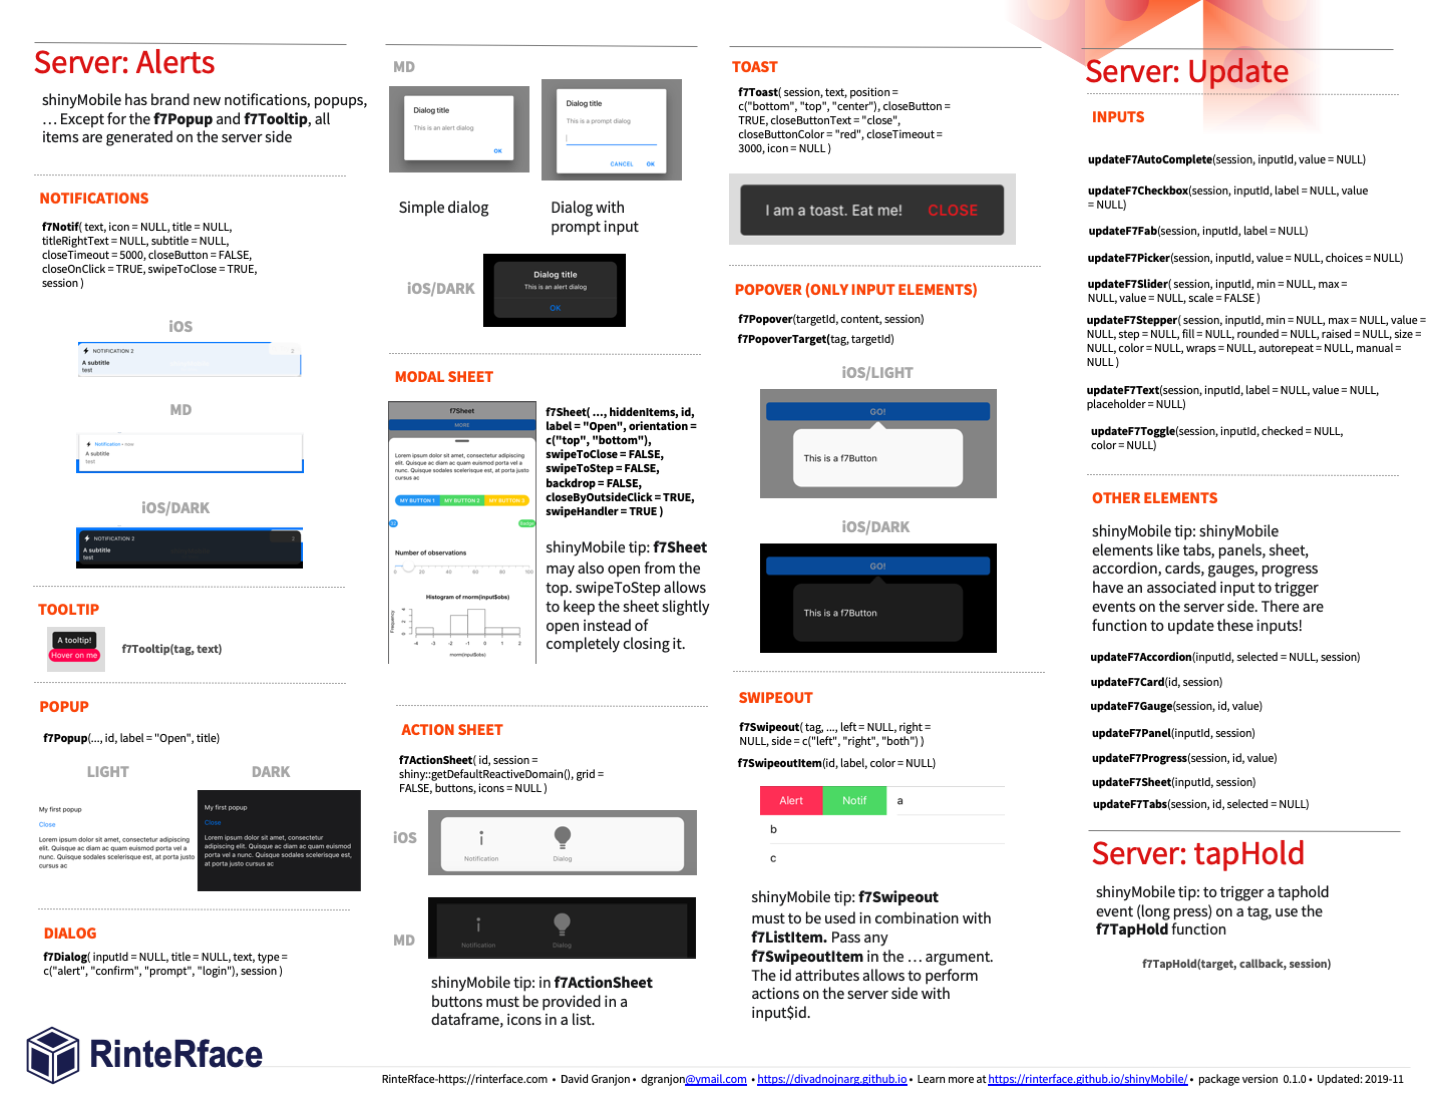 Server: Alerts
shinyMobile has brand new notifications, popups,
… Except for the f7Popup and f7Tooltip, all
items are generated on the server side
NOTIFICATIONS
f7Notif( text, icon = NULL, title = NULL,
titleRightText = NULL, subtitle = NULL,
closeTimeout = 5000, closeButton = FALSE,
closeOnClick = TRUE, swipeToClose = TRUE,
session )
iOS
NOTIFICATION 2
2
A subtitle
test
MD
Notification • now
A subtitle
test
iOS/DARK
NOTIFICATION 2
2
A subtitle
test
TOOLTIP
A tooltip!
Hover on me
f7Tooltip(tag, text)
POPUP
f7Popup(..., id, label = "Open", title)
LIGHT
DARK
My first popup
Close
Lorem ipsum dolor sit amet, consectetur adipiscing
elit. Quisque ac diam ac quam euismod porta vel a
nunc. Quisque sodales scelerisque est, at porta justo
cursus ac
My first popup
Close
Lorem ipsum dolor sit amet, consectetur
adipiscing elit. Quisque ac diam ac quam euismod
porta vel a nunc. Quisque sodales scelerisque est,
at porta justo cursus ac
DIALOG
f7Dialog( inputId = NULL, title = NULL, text, type =
c("alert", "confirm", "prompt", "login"), session )
MD
Dialog title
This is an alert dialog
OK
Dialog title
This is a prompt dialog
CANCEL OK
Simple dialog
Dialog with
prompt input
iOS/DARK
Dialog title
This is an alert dialog
OK
MODAL SHEET
f7Sheet
MORE
Lorem ipsum dolor sit amet, consectetur adipiscing
elit. Quisque ac diam ac quam euismod porta vel a
nunc. Quisque sodales scelerisque est, at porta justo
cursus ac
MY BUTTON 1 MY BUTTON 2 MY BUTTON 3
Number of observations
0 20 40 60 80 100
Histogram of rnorm(input$obs)
Frequency
-4 -3 -2 -1 0 1 2
rnorm(input$obs)
f7Sheet( ..., hiddenItems, id,
label = "Open", orientation =
c("top", "bottom"),
swipeToClose = FALSE,
swipeToStep = FALSE,
backdrop = FALSE,
closeByOutsideClick = TRUE,
swipeHandler = TRUE )
shinyMobile tip: f7Sheet
may also open from the
top. swipeToStep allows
to keep the sheet slightly
open instead of
completely closing it.
ACTION SHEET
f7ActionSheet( id, session =
shiny::getDefaultReactiveDomain(), grid =
FALSE, buttons, icons = NULL )
iOS
Notification
Dialog
MD
Notification
Dialog
shinyMobile tip: in f7ActionSheet
buttons must be provided in a
dataframe, icons in a list.
TOAST
f7Toast( session, text, position =
c("bottom", "top", "center"), closeButton =
TRUE, closeButtonText = "close",
closeButtonColor = "red", closeTimeout =
3000, icon = NULL )
I am a toast. Eat me! CLOSE
POPOVER (ONLY INPUT ELEMENTS)
f7Popover(targetId, content, session)
f7PopoverTarget(tag, targetId)
iOS/LIGHT
GO!
This is a f7Button
iOS/DARK
GO!
This is a f7Button
SWIPEOUT
f7Swipeout( tag, ..., left = NULL, right =
NULL, side = c("left", "right", "both") )
f7SwipeoutItem(id, label, color = NULL)
Alert Notif a
b
c
shinyMobile tip: f7Swipeout
must to be used in combination with
f7ListItem. Pass any
f7SwipeoutItem in the … argument.
The id attributes allows to perform
actions on the server side with
input$id.
Server: Update
INPUTS
updateF7AutoComplete(session, inputId, value = NULL)
updateF7Checkbox(session, inputId, label = NULL, value
= NULL)
updateF7Fab(session, inputId, label = NULL)
updateF7Picker(session, inputId, value = NULL, choices = NULL)
updateF7Slider( session, inputId, min = NULL, max =
NULL, value = NULL, scale = FALSE )
updateF7Stepper( session, inputId, min = NULL, max = NULL, value =
NULL, step = NULL, fill = NULL, rounded = NULL, raised = NULL, size =
NULL, color = NULL, wraps = NULL, autorepeat = NULL, manual =
NULL )
updateF7Text(session, inputId, label = NULL, value = NULL,
placeholder = NULL)
updateF7Toggle(session, inputId, checked = NULL,
color = NULL)
OTHER ELEMENTS
shinyMobile tip: shinyMobile
elements like tabs, panels, sheet,
accordion, cards, gauges, progress
have an associated input to trigger
events on the server side. There are
function to update these inputs!
updateF7Accordion(inputId, selected = NULL, session)
updateF7Card(id, session)
updateF7Gauge(session, id, value)
updateF7Panel(inputId, session)
updateF7Progress(session, id, value)
updateF7Sheet(inputId, session)
updateF7Tabs(session, id, selected = NULL)
Server: tapHold
shinyMobile tip: to trigger a taphold
event (long press) on a tag, use the
f7TapHold function
f7TapHold(target, callback, session)
RinteRface
RinteRface-https://rinterface.com • David Granjon • dgranjon@ymail.com • https://divadnojnarg.github.io • Learn more at https://rinterface.github.io/shinyMobile/ • package version 0.1.0 • Updated: 2019-11